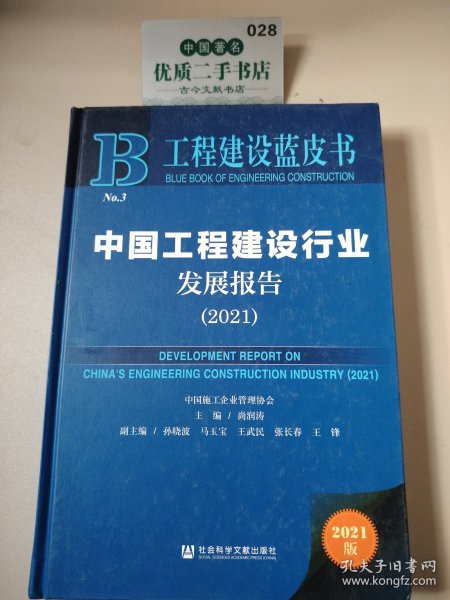 028
中国著名
优质二手书店
古今文献书店
B
工程建设蓝皮书
BLUE BOOK OF ENGINEERING CONSTRUCTION
No.3
中国工程建设行业
发展报告
(2021)
DEVELOPMENT REPORT ON
CHINA'S ENGINEERING CONSTRUCTION INDUSTRY (2021)
中国施工企业管理协会
主 编 / 尚润涛
副主编 / 孙晓波 马玉宝 王武民 张长春 王 锋
2021
版
社会科学文献出版社
SOCIAL SCIENCES ACADEMIC PRESS (CHINA)
孔夫子旧书网
www.kongfz.com